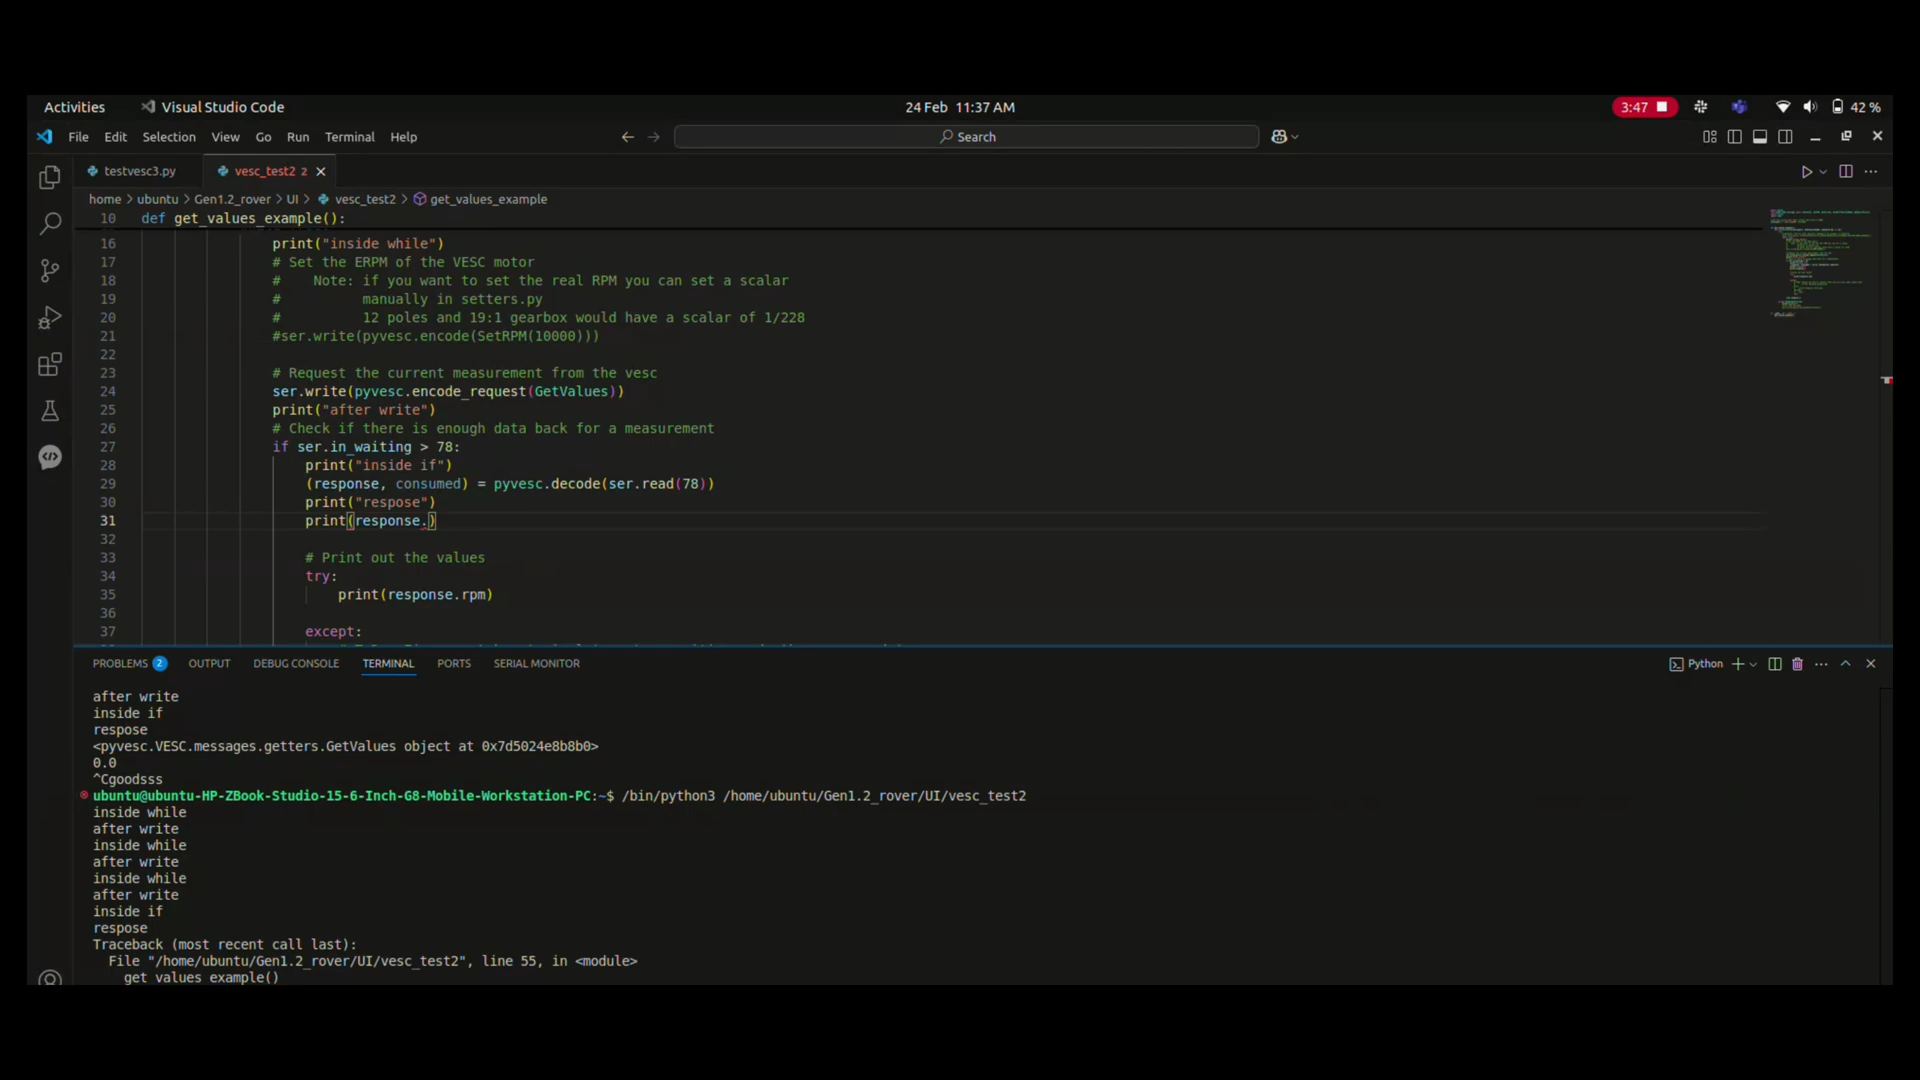 Activities Visual Studio Code 24 Feb 11:37 AM 3:47 42 %
File Edit Selection View Go Run Terminal Help Search
testvesc3.py vesc_test2 2
home > ubuntu > Gen1.2_rover > UI > vesc_test2 > get_values_example
10 def get_values_example():
16 print("inside while")
17 # Set the ERPM of the VESC motor
18 # Note: if you want to set the real RPM you can set a scalar
19 # manually in setters.py
20 # 12 poles and 19:1 gearbox would have a scalar of 1/228
21 #ser.write(pyvesc.encode(SetRPM(10000)))
22
23 # Request the current measurement from the vesc
24 ser.write(pyvesc.encode_request(GetValues))
25 print("after write")
26 # Check if there is enough data back for a measurement
27 if ser.in_waiting > 78:
28 print("inside if")
29 (response, consumed) = pyvesc.decode(ser.read(78))
30 print("respose")
31 print(response.)
32
33 # Print out the values
34 try:
35 print(response.rpm)
36
37 except:
PROBLEMS 2 OUTPUT DEBUG CONSOLE TERMINAL PORTS SERIAL MONITOR Python
after write
inside if
respose
<pyvesc.VESC.messages.getters.GetValues object at 0x7d5024e8b8b0>
0.0
^Cgoodsss
ubuntu@ubuntu-HP-ZBook-Studio-15-6-Inch-G8-Mobile-Workstation-PC:~$ /bin/python3 /home/ubuntu/Gen1.2_rover/UI/vesc_test2
inside while
after write
inside while
after write
inside while
after write
inside if
respose
Traceback (most recent call last):
File "/home/ubuntu/Gen1.2_rover/UI/vesc_test2", line 55, in <module>
get_values_example()